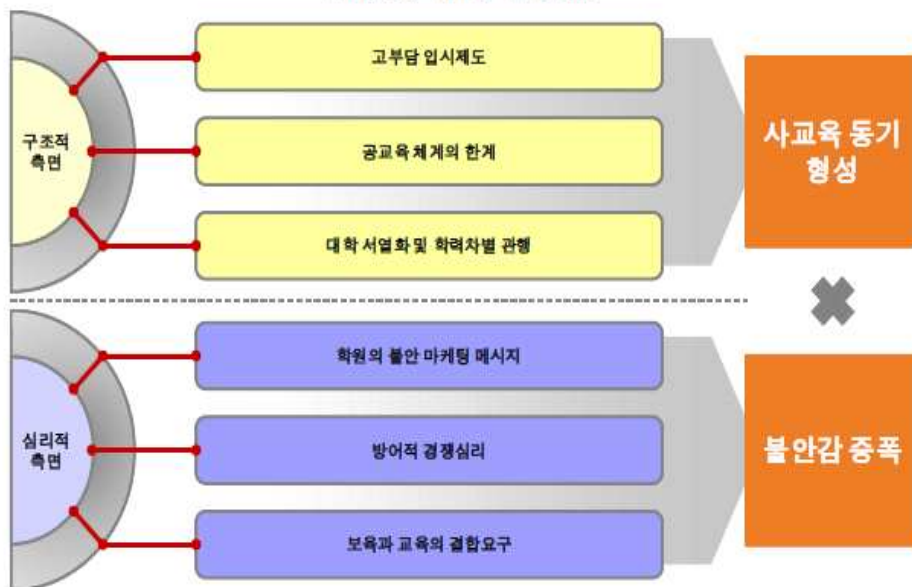 구조적
측면
고부담 입시제도
공교육 체계의 한계
대학 서열화 및 학력차별 관행
사교육 동기
형성
심리적
측면
학원의 불안 마케팅 메시지
방어적 경쟁심리
보육과 교육의 결합요구
불안감 증폭